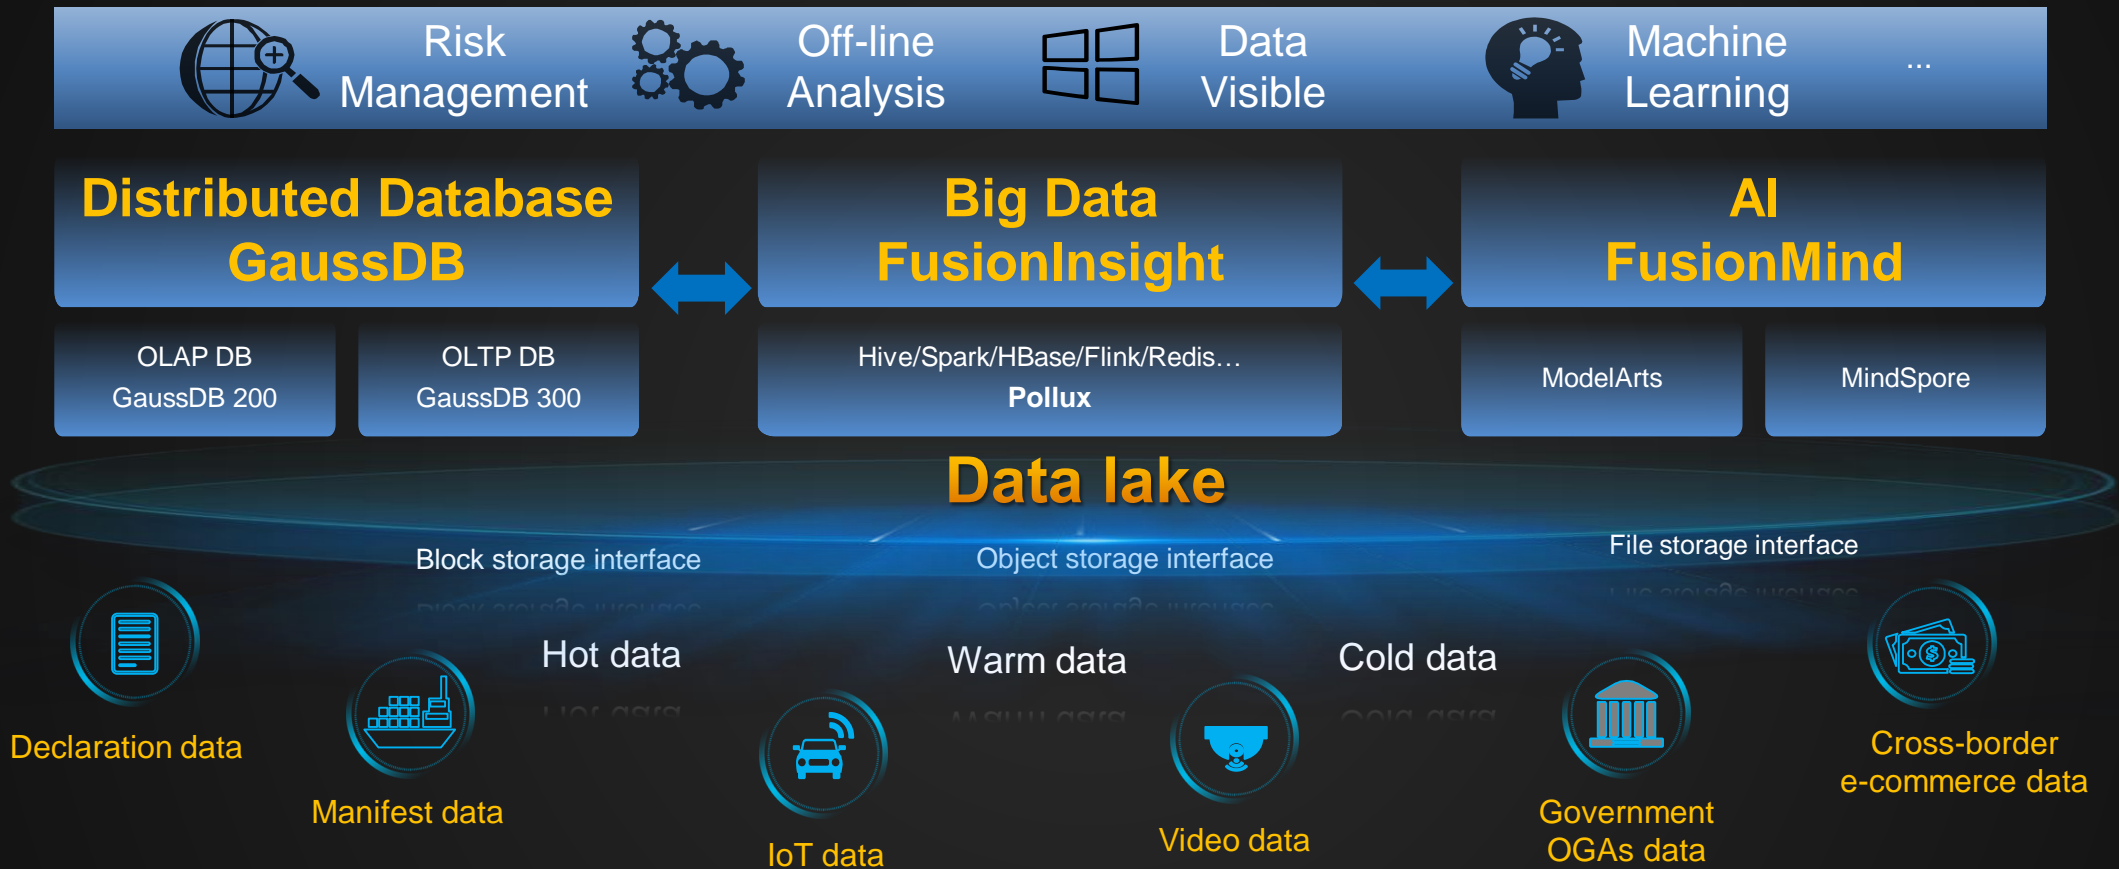 Risk
Management
Off-line
Analysis
Data
Visible
Machine
Learning
...
Distributed Database
GaussDB
Big Data
FusionInsight
AI
FusionMind
OLAP DB
GaussDB 200
OLTP DB
GaussDB 300
Hive/Spark/HBase/Flink/Redis…
Pollux
ModelArts
MindSpore
Data lake
Block storage interface
Object storage interface
File storage interface
Hot data
Warm data
Cold data
Declaration data
Manifest data
IoT data
Video data
Government
OGAs data
Cross-border
e-commerce data